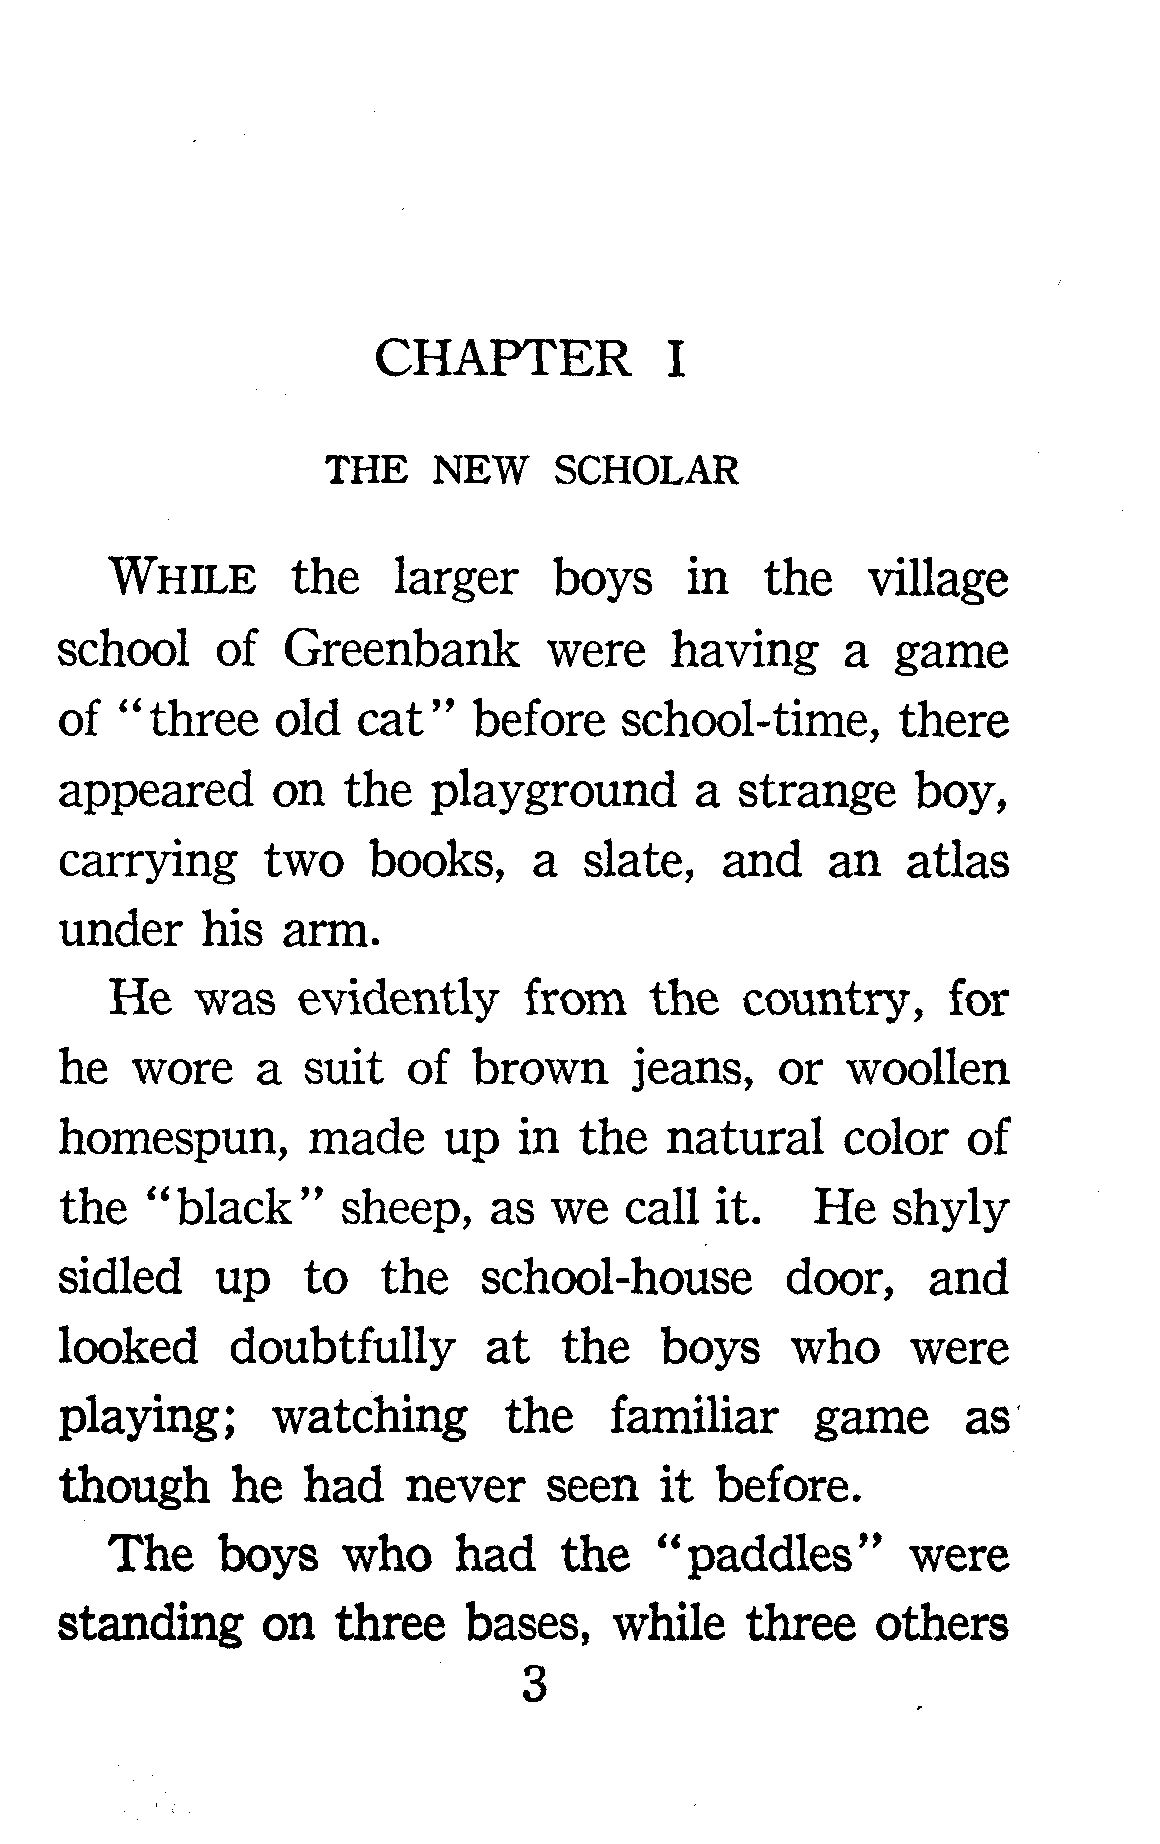 CHAPTER I
THE NEW SCHOLAR
WHILE the larger boys in the village
school of Greenbank were having a game
of "three old cat" before school-time, there
appeared on the playground a strange boy,
carrying two books, a slate, and an atlas
under his arm.
He was evidently from the country, for
he wore a suit of brown jeans, or woollen
homespun, made up in the natural color of
the "black" sheep, as we call it. He shyly
sidled up to the school-house door, and
looked doubtfully at the boys who were
playing; watching the familiar game as
though he had never seen it before.
The boys who had the "paddles" were
standing on three bases, while three others
3